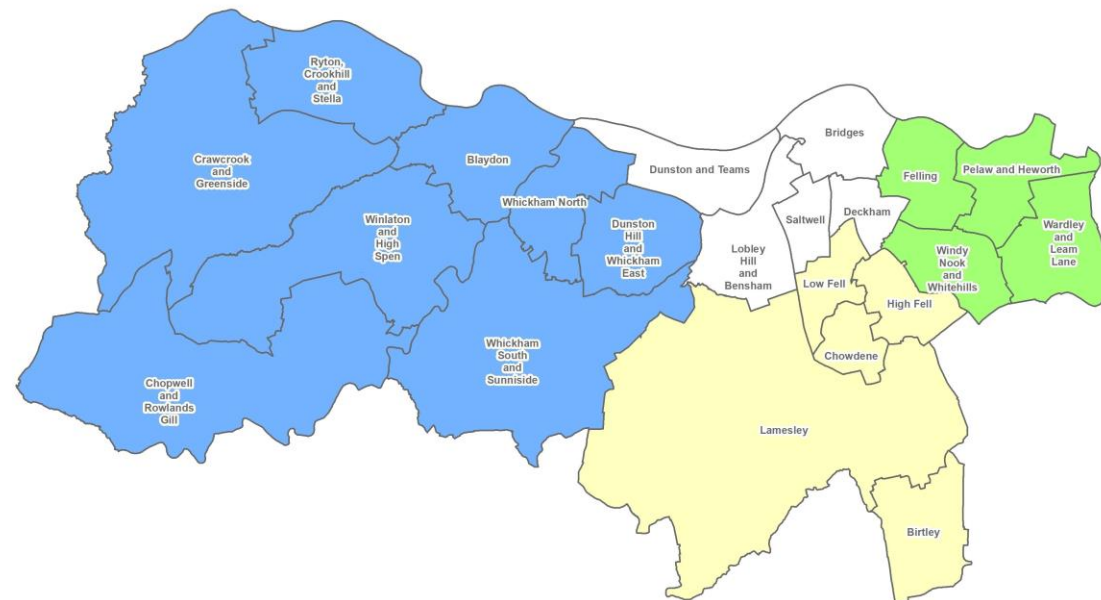 Ryton,
Crookhill
and
Stella
Crawcrook
and
Greenside
Blaydon
Whickham North
Winlaton
and
High
Spen
Dunston
Hill
and
Whickham
East
Chopwell
and
Rowlands
Gill
Whickham
South
and
Sunniside
Dunston and Teams
Bridges
Saltwell
Deckham
Lobley
Hill
and
Bensham
Felling
Pelaw and Heworth
Wardley
and
Leam
Lane
Windy
Nook
and
Whitehills
Low Fell
High Fell
Chowdene
Lamesley
Birtley